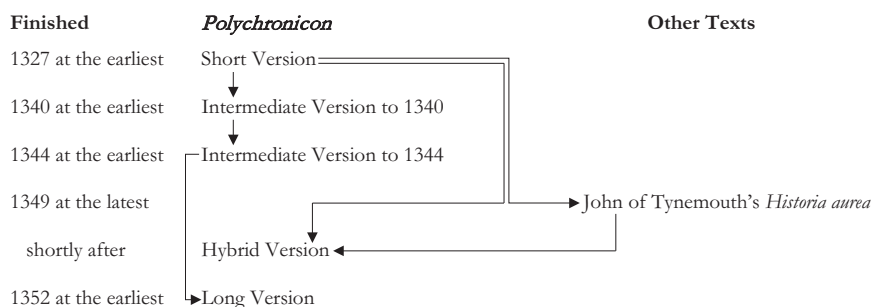 Finished Polychronicon Other Texts
1327 at the earliest Short Version
1340 at the earliest Intermediate Version to 1340
1344 at the earliest Intermediate Version to 1344
1349 at the latest John of Tynemouth's Historia aurea
shortly after Hybrid Version
1352 at the earliest Long Version